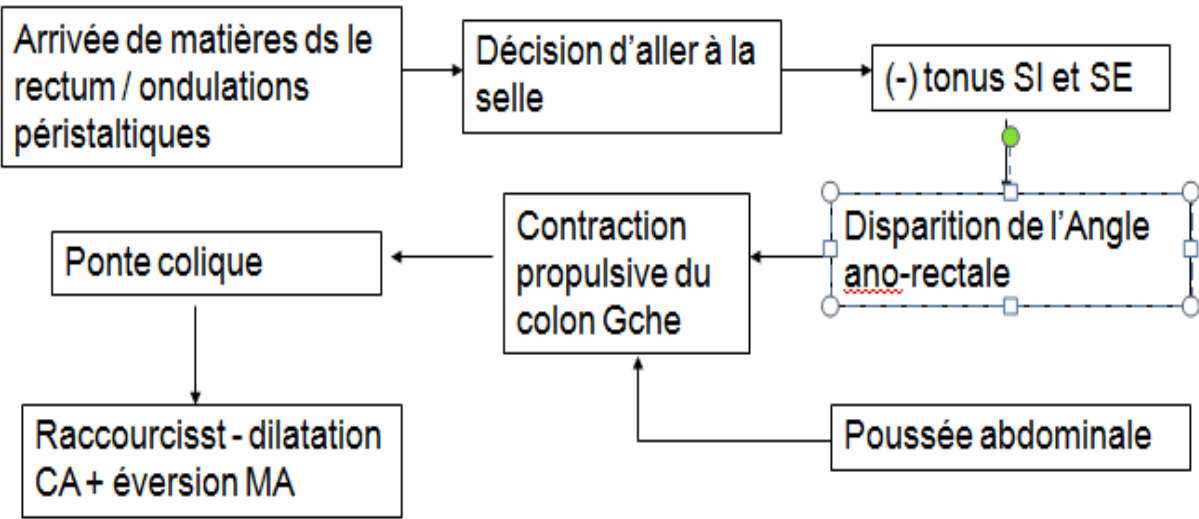 Arrivée de matières ds le
rectum / ondulations
péristaltiques
Décision d'aller à la
selle
(-) tonus SI et SE
Disparition de l'Angle
ano-rectale
Contraction
propulsive du
colon Gche
Ponte colique
Raccourcisst - dilatation
CA + éversion MA
Poussée abdominale